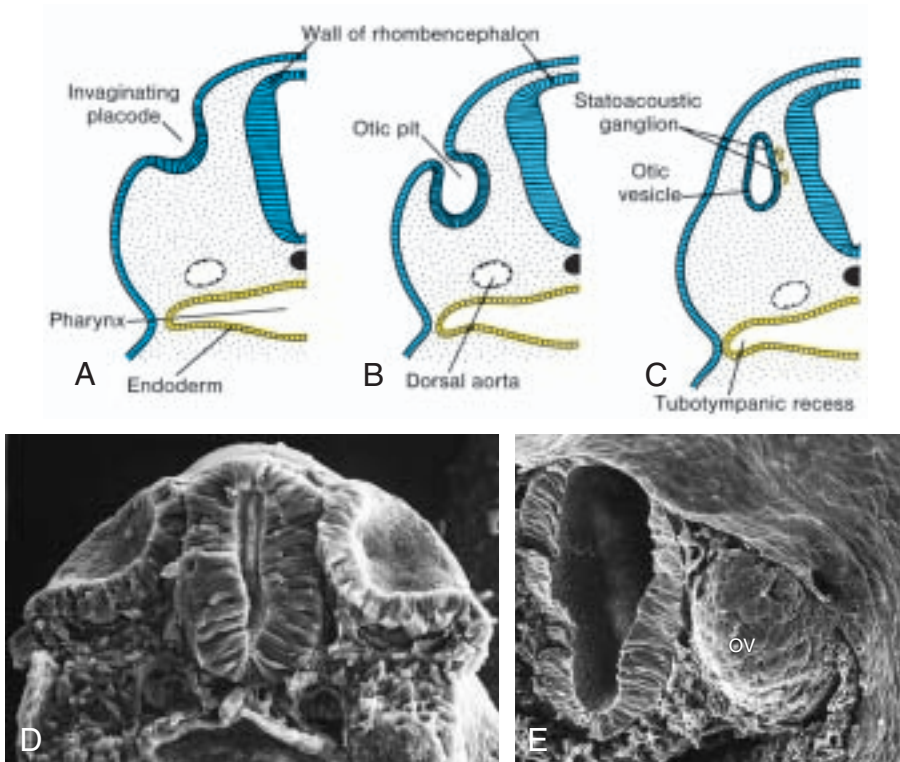 Wall of rhombencephalon
Invaginating
placode
Otic pit
Statoacoustic
ganglion
Otic
vesicle
Pharynx
Endoderm
Dorsal aorta
Tubotympanic recess
A
B
C
OV
D
E